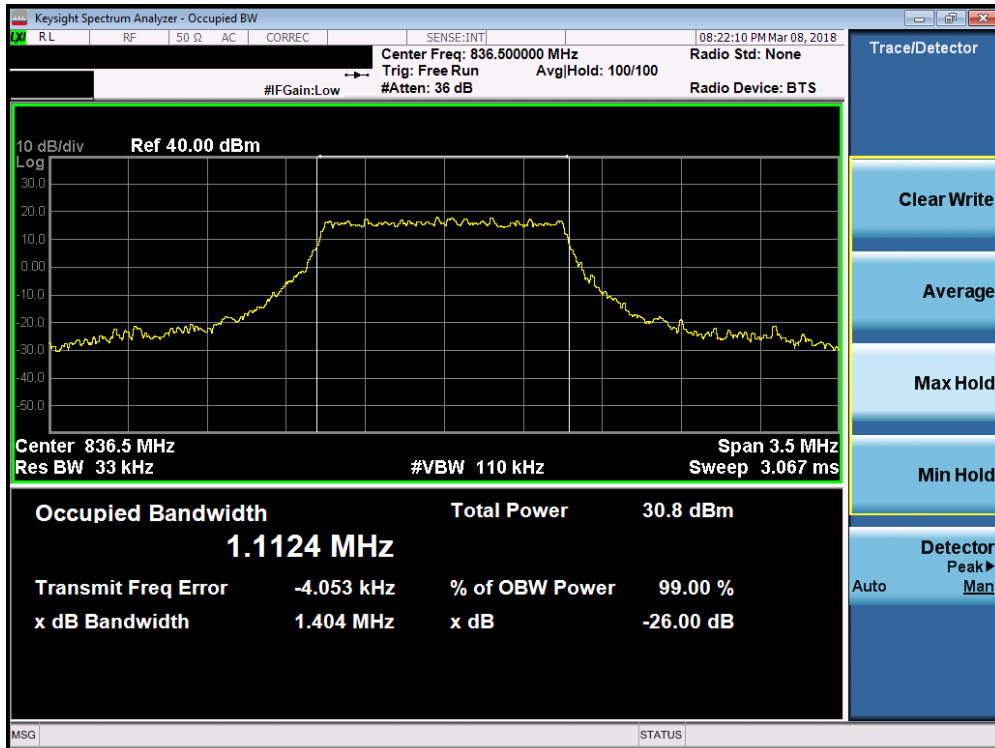 Keysight Spectrum Analyzer - Occupied BW
LXI RL RF 50 Ω AC CORREC SENSE:INT 08:22:10 PM Mar 08, 2018
Center Freq: 836.500000 MHz Radio Std: None
Trig: Free Run Avg|Hold: 100/100
#IFGain:Low #Atten: 36 dB Radio Device: BTS
10 dB/div Ref 40.00 dBm
Log
30.0
20.0
10.0
0.00
-10.0
-20.0
-30.0
-40.0
-50.0
Center 836.5 MHz Span 3.5 MHz
Res BW 33 kHz #VBW 110 kHz Sweep 3.067 ms
Occupied Bandwidth Total Power 30.8 dBm
1.1124 MHz
Transmit Freq Error -4.053 kHz % of OBW Power 99.00 %
x dB Bandwidth 1.404 MHz x dB -26.00 dB
MSG STATUS
Trace/Detector
Clear Write
Average
Max Hold
Min Hold
Detector
Peak▶
Auto Man